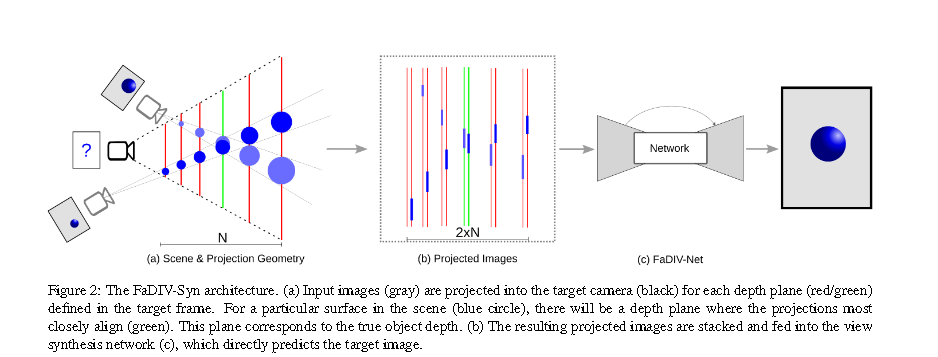 ?
N
(a) Scene & Projection Geometry
2xN
(b) Projected Images
Network
(c) FaDIV-Net
Figure 2: The FaDIV-Syn architecture. (a) Input images (gray) are projected into the target camera (black) for each depth plane (red/green)
defined in the target frame. For a particular surface in the scene (blue circle), there will be a depth plane where the projections most
closely align (green). This plane corresponds to the true object depth. (b) The resulting projected images are stacked and fed into the view
synthesis network (c), which directly predicts the target image.